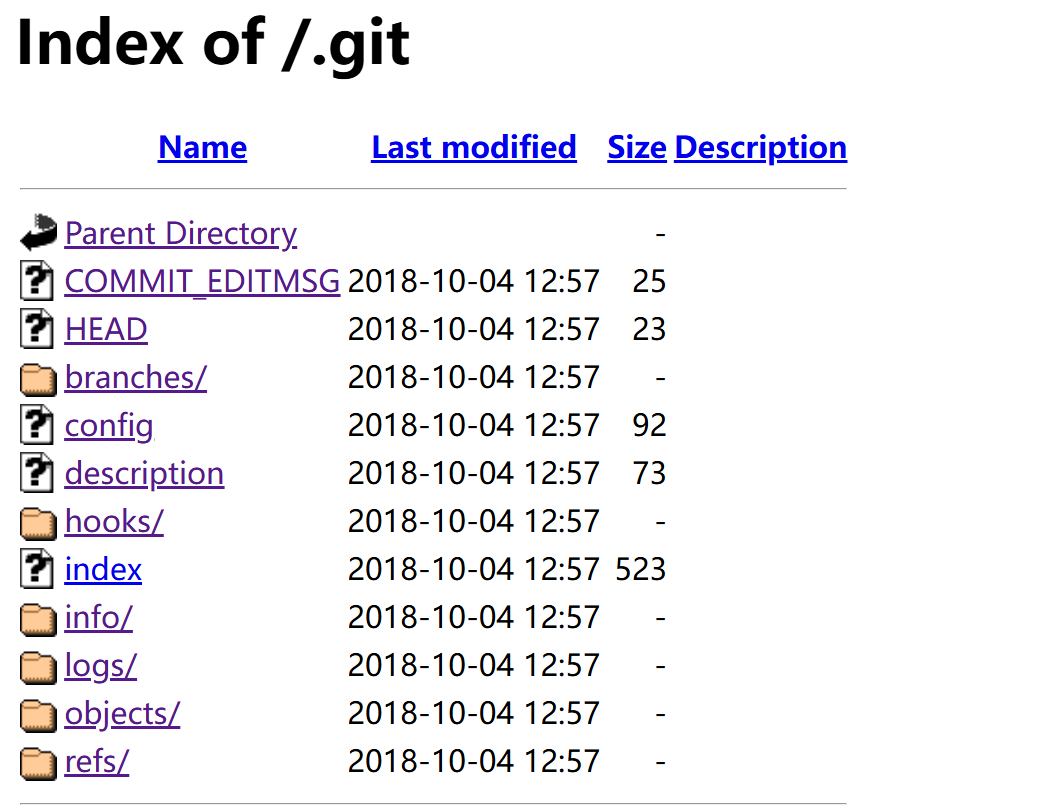 Index of /.git
Name Last modified Size Description
Parent Directory -
COMMIT_EDITMSG 2018-10-04 12:57 25
HEAD 2018-10-04 12:57 23
branches/ 2018-10-04 12:57 -
config 2018-10-04 12:57 92
description 2018-10-04 12:57 73
hooks/ 2018-10-04 12:57 -
index 2018-10-04 12:57 523
info/ 2018-10-04 12:57 -
logs/ 2018-10-04 12:57 -
objects/ 2018-10-04 12:57 -
refs/ 2018-10-04 12:57 -